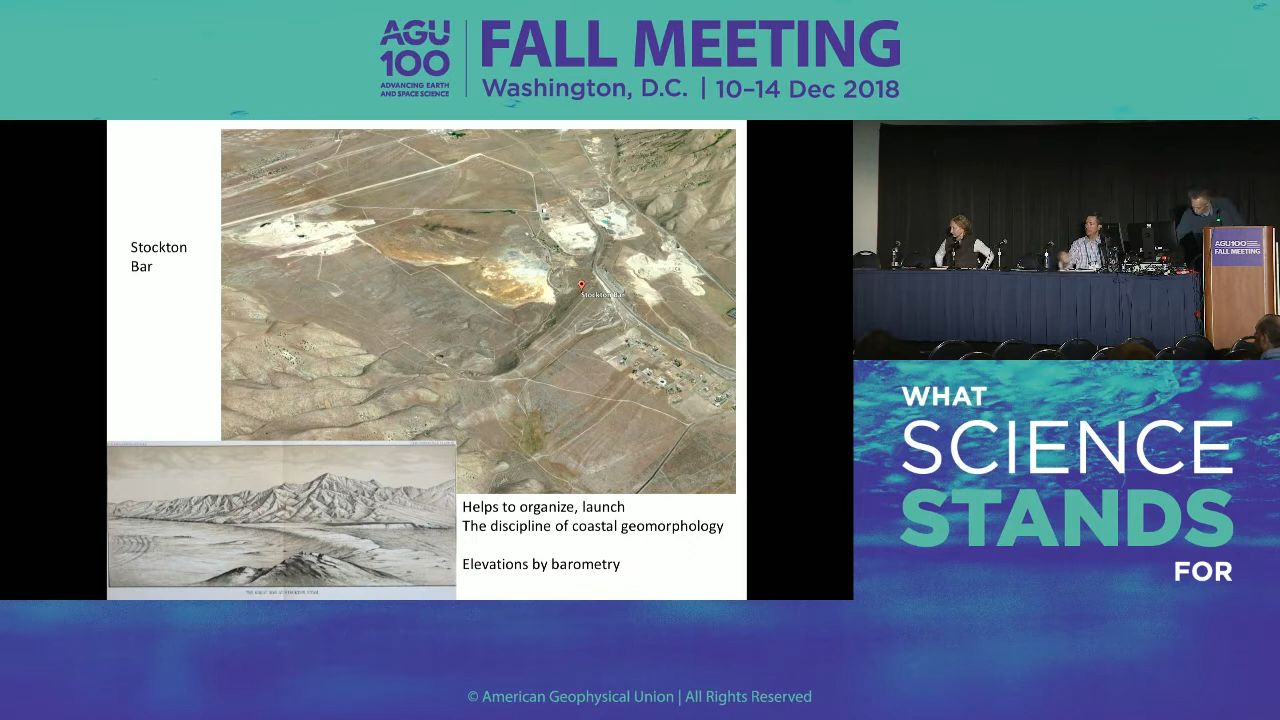 AGU
100
ADVANCING EARTH
AND SPACE SCIENCE
FALL MEETING
Washington, D.C. | 10–14 Dec 2018
Stockton
Bar
Stockton Bar
Helps to organize, launch
The discipline of coastal geomorphology
Elevations by barometry
AGU100
FALL MEETING
WHAT
SCIENCE
STANDS
FOR
© American Geophysical Union | All Rights Reserved